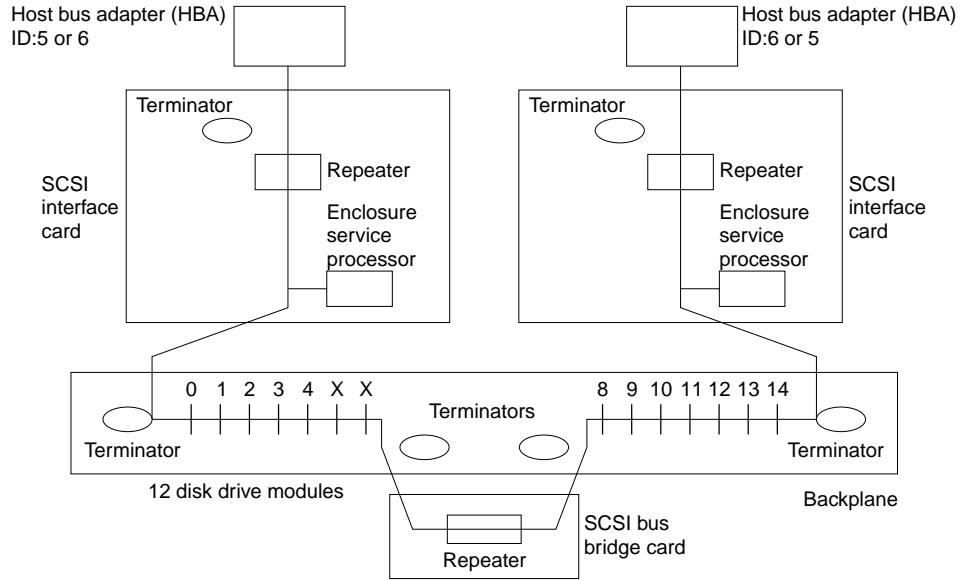 Host bus adapter (HBA)
ID:5 or 6
Host bus adapter (HBA)
ID:6 or 5
Terminator
Terminator
Repeater
Repeater
SCSI
interface
card
SCSI
interface
card
Enclosure
service
processor
Enclosure
service
processor
0 1 2 3 4 X X
8 9 10 11 12 13 14
Terminators
Terminator
Terminator
12 disk drive modules
Backplane
SCSI bus
bridge card
Repeater